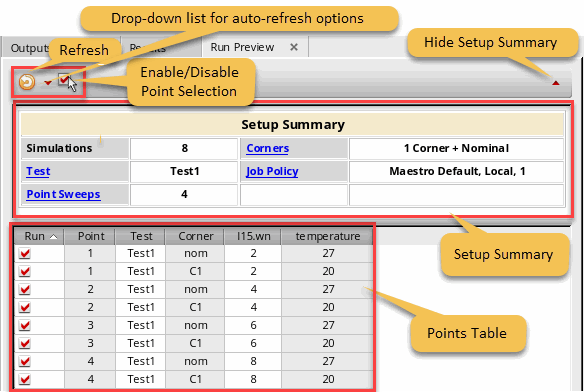 Drop-down list for auto-refresh options
Outputs Results Run Preview
Refresh
Hide Setup Summary
Enable/Disable
Point Selection
Setup Summary
Simulations 8 Corners 1 Corner + Nominal
Test Test1 Job Policy Maestro Default, Local, 1
Point Sweeps 4
Setup Summary
Run Point Test Corner I15.wn temperature
1 Test1 nom 2 27
1 Test1 C1 2 20
2 Test1 nom 4 27
2 Test1 C1 4 20
3 Test1 nom 6 27
3 Test1 C1 6 20
4 Test1 nom 8 27
4 Test1 C1 8 20
Points Table